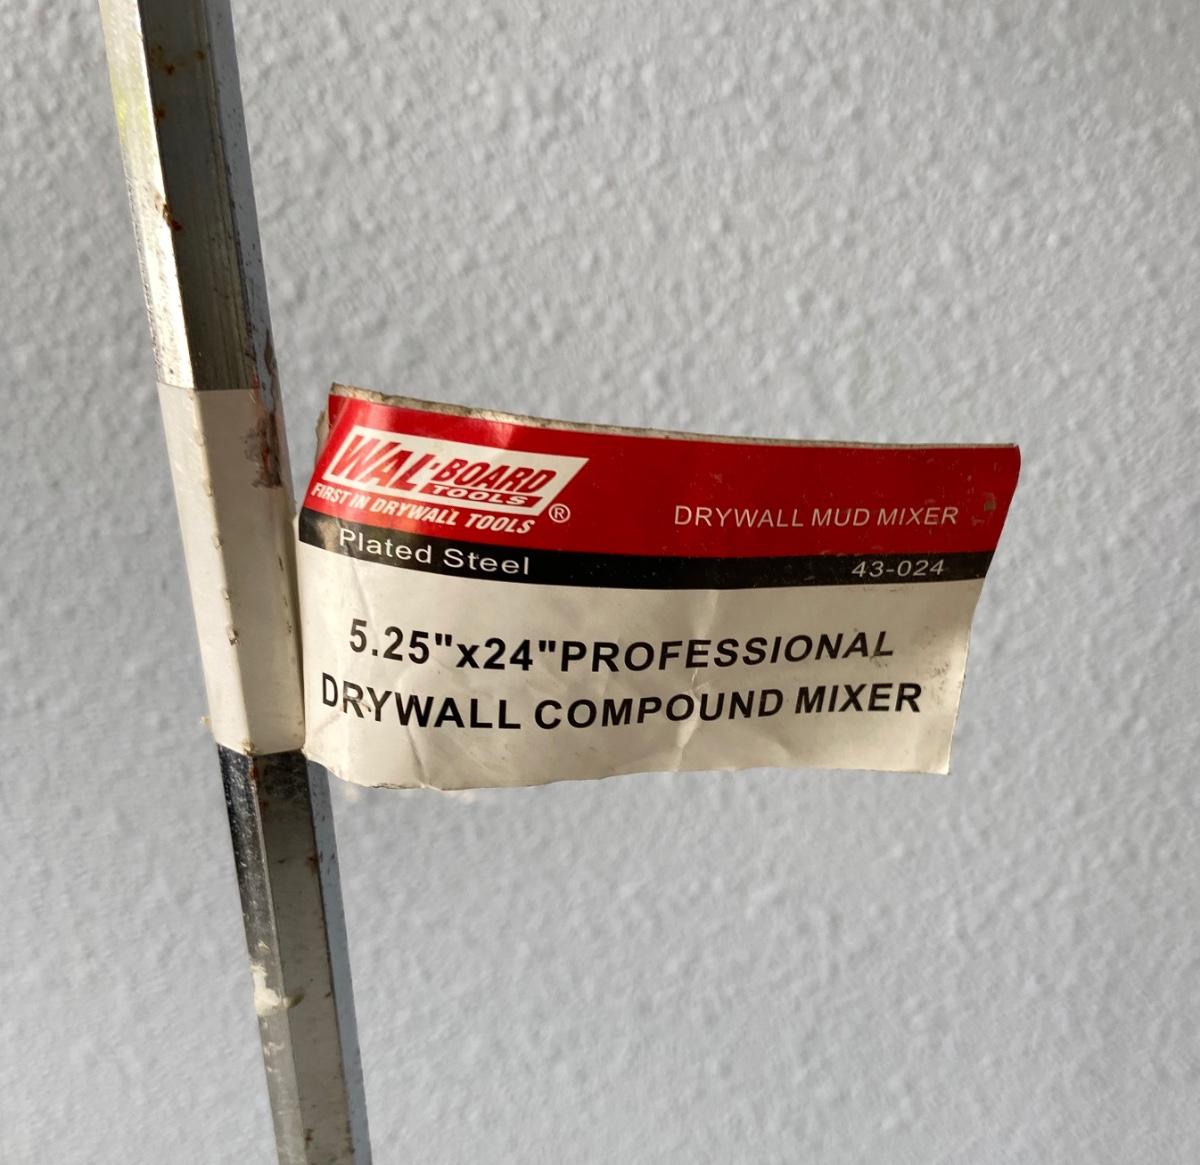 WAL·BOARD
TOOLS
FIRST IN DRYWALL TOOLS ®
DRYWALL MUD MIXER
Plated Steel
43-024
5.25"x24"PROFESSIONAL
DRYWALL COMPOUND MIXER